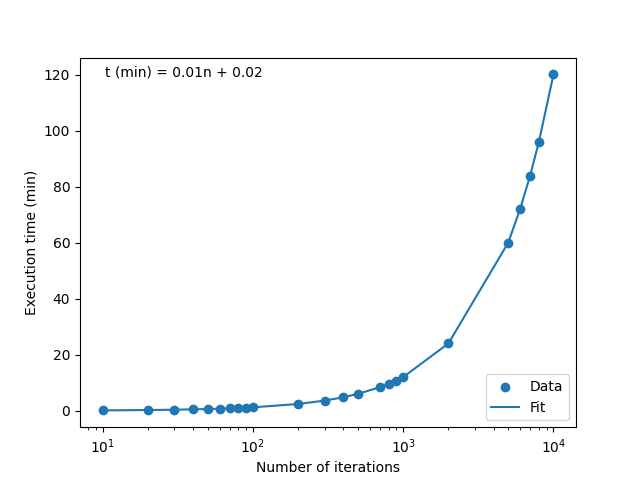 t (min) = 0.01n + 0.02
120
100
80
60
40
20
0
Execution time (min)
Data
Fit
10¹ 10² 10³ 10⁴
Number of iterations